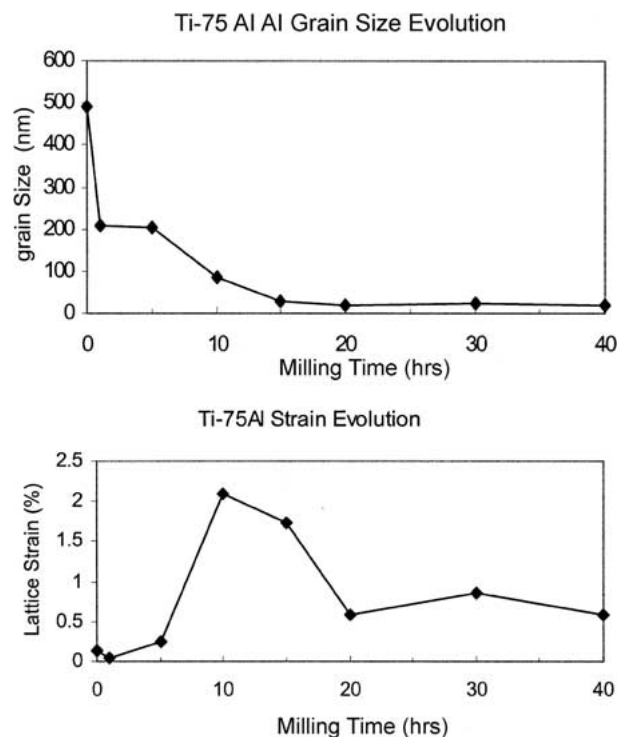 Ti-75 Al Al Grain Size Evolution
600
500
400
300
200
100
0
grain Size (nm)
0 10 20 30 40
Milling Time (hrs)
Ti-75Al Strain Evolution
2.5
2
1.5
1
0.5
0
Lattice Strain (%)
0 10 20 30 40
Milling Time (hrs)